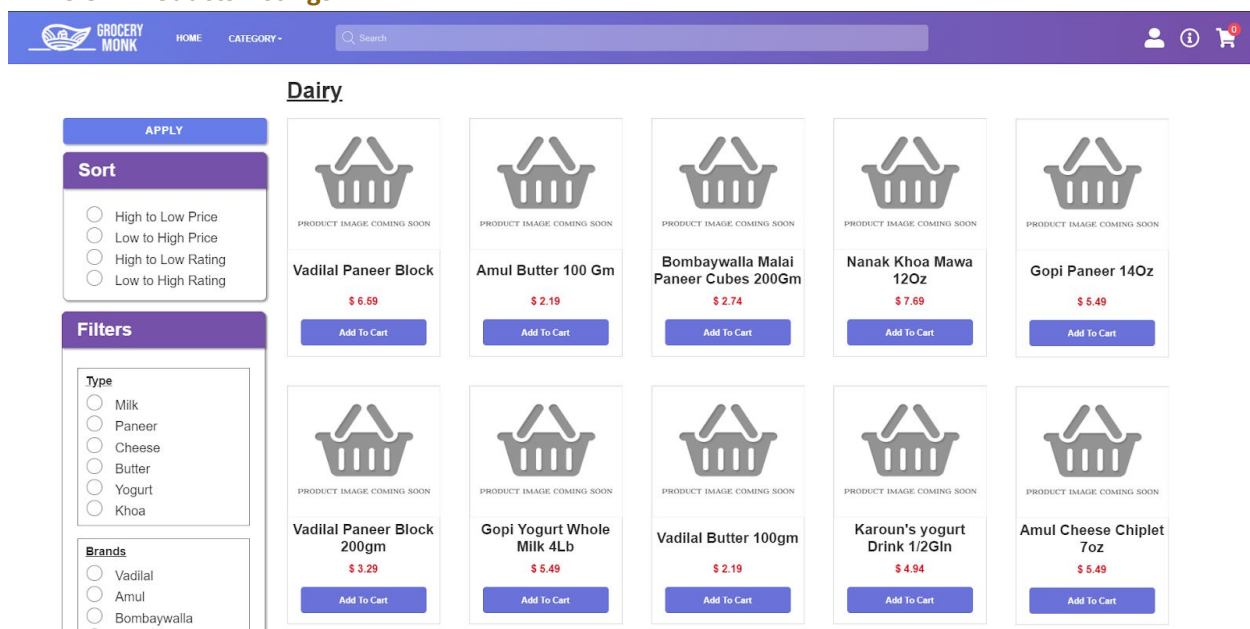 GROCERY
MONK
HOME
CATEGORY
Search
0
Dairy
APPLY
Sort
High to Low Price
Low to High Price
High to Low Rating
Low to High Rating
Filters
Type
Milk
Paneer
Cheese
Butter
Yogurt
Khoa
Brands
Vadilal
Amul
Bombaywalla
PRODUCT IMAGE COMING SOON
Vadilal Paneer Block
$ 6.59
Add To Cart
PRODUCT IMAGE COMING SOON
Amul Butter 100 Gm
$ 2.19
Add To Cart
PRODUCT IMAGE COMING SOON
Bombaywalla Malai
Paneer Cubes 200Gm
$ 2.74
Add To Cart
PRODUCT IMAGE COMING SOON
Nanak Khoa Mawa
12Oz
$ 7.69
Add To Cart
PRODUCT IMAGE COMING SOON
Gopi Paneer 14Oz
$ 5.49
Add To Cart
PRODUCT IMAGE COMING SOON
Vadilal Paneer Block
200gm
$ 3.29
Add To Cart
PRODUCT IMAGE COMING SOON
Gopi Yogurt Whole
Milk 4Lb
$ 5.49
Add To Cart
PRODUCT IMAGE COMING SOON
Vadilal Butter 100gm
$ 2.19
Add To Cart
PRODUCT IMAGE COMING SOON
Karoun's yogurt
Drink 1/2Gln
$ 4.94
Add To Cart
PRODUCT IMAGE COMING SOON
Amul Cheese Chiplet
7oz
$ 5.49
Add To Cart